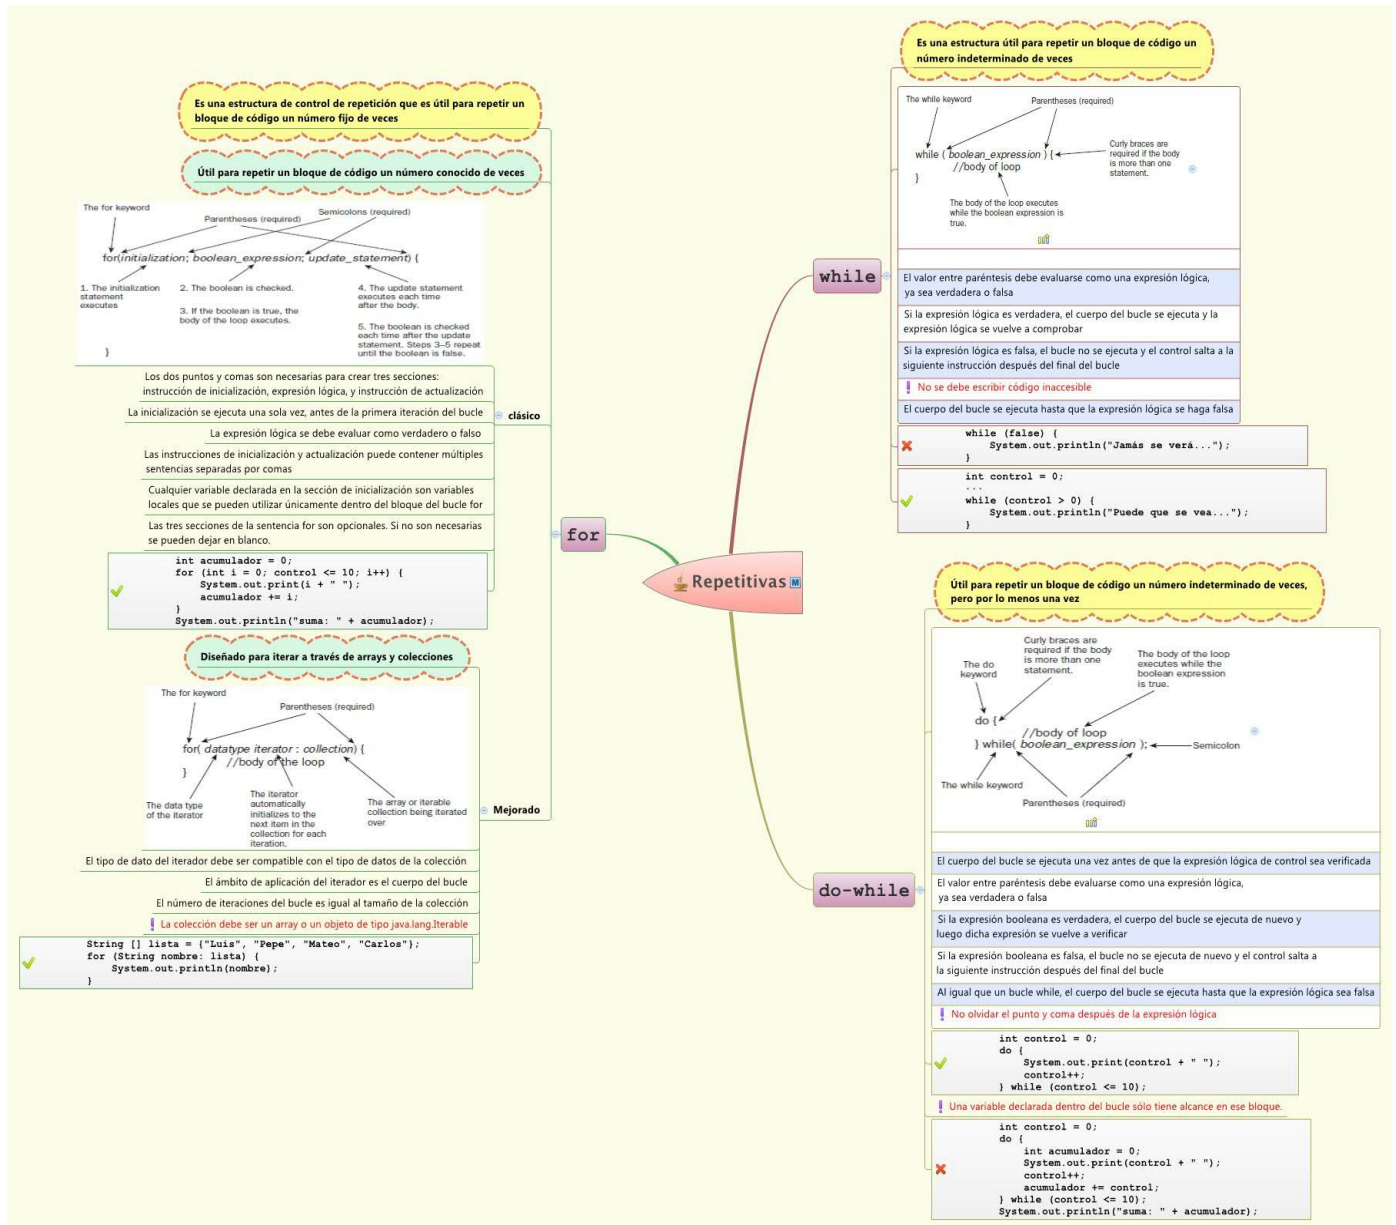 Repetitivas
for
Es una estructura de control de repetición que es útil para repetir un
bloque de código un número fijo de veces
clásico
Útil para repetir un bloque de código un número conocido de veces
The for keyword
Parentheses (required)
Semicolons (required)
for(initialization; boolean_expression; update_statement) {
1. The initialization
statement
executes
2. The boolean is checked.
3. If the boolean is true, the
body of the loop executes.
4. The update statement
executes each time
after the body.
5. The boolean is checked
each time after the update
statement. Steps 3–5 repeat
until the boolean is false.
}
Los dos puntos y comas son necesarias para crear tres secciones:
instrucción de inicialización, expresión lógica, y instrucción de actualización
La inicialización se ejecuta una sola vez, antes de la primera iteración del bucle
La expresión lógica se debe evaluar como verdadero o falso
Las instrucciones de inicialización y actualización puede contener múltiples
sentencias separadas por comas
Cualquier variable declarada en la sección de inicialización son variables
locales que se pueden utilizar únicamente dentro del bloque del bucle for
Las tres secciones de la sentencia for son opcionales. Si no son necesarias
se pueden dejar en blanco.
int acumulador = 0;
for (int i = 0; control <= 10; i++) {
System.out.print(i + " ");
acumulador += i;
}
System.out.println("suma: " + acumulador);
Mejorado
Diseñado para iterar a través de arrays y colecciones
The for keyword
Parentheses (required)
for( datatype iterator : collection) {
//body of the loop
}
The data type
of the iterator
The iterator
automatically
initializes to the
next item in the
collection for each
iteration.
The array or iterable
collection being iterated
over
El tipo de dato del iterador debe ser compatible con el tipo de datos de la colección
El ámbito de aplicación del iterador es el cuerpo del bucle
El número de iteraciones del bucle es igual al tamaño de la colección
La colección debe ser un array o un objeto de tipo java.lang.Iterable
String [] lista = {"Luis", "Pepe", "Mateo", "Carlos"};
for (String nombre: lista) {
System.out.println(nombre);
}
while
Es una estructura útil para repetir un bloque de código un
número indeterminado de veces
The while keyword
Parentheses (required)
while ( boolean_expression ) {
//body of loop
}
Curly braces are
required if the body
is more than one
statement.
The body of the loop executes
while the boolean expression is
true.
El valor entre paréntesis debe evaluarse como una expresión lógica,
ya sea verdadera o falsa
Si la expresión lógica es verdadera, el cuerpo del bucle se ejecuta y la
expresión lógica se vuelve a comprobar
Si la expresión lógica es falsa, el bucle no se ejecuta y el control salta a la
siguiente instrucción después del final del bucle
No se debe escribir código inaccesible
El cuerpo del bucle se ejecuta hasta que la expresión lógica se haga falsa
while (false) {
System.out.println("Jamás se verá...");
}
int control = 0;
...
while (control > 0) {
System.out.println("Puede que se vea...");
}
do-while
Útil para repetir un bloque de código un número indeterminado de veces,
pero por lo menos una vez
The do
keyword
Curly braces are
required if the body
is more than one
statement.
The body of the loop
executes while the
boolean expression
is true.
do {
//body of loop
} while( boolean_expression );
Semicolon
The while keyword
Parentheses (required)
El cuerpo del bucle se ejecuta una vez antes de que la expresión lógica de control sea verificada
El valor entre paréntesis debe evaluarse como una expresión lógica,
ya sea verdadera o falsa
Si la expresión booleana es verdadera, el cuerpo del bucle se ejecuta de nuevo y
luego dicha expresión se vuelve a verificar
Si la expresión booleana es falsa, el bucle no se ejecuta de nuevo y el control salta a
la siguiente instrucción después del final del bucle
Al igual que un bucle while, el cuerpo del bucle se ejecuta hasta que la expresión lógica sea falsa
No olvidar el punto y coma después de la expresión lógica
int control = 0;
do {
System.out.print(control + " ");
control++;
} while (control <= 10);
Una variable declarada dentro del bucle sólo tiene alcance en ese bloque.
int control = 0;
do {
int acumulador = 0;
System.out.print(control + " ");
control++;
acumulador += control;
} while (control <= 10);
System.out.println("suma: " + acumulador);